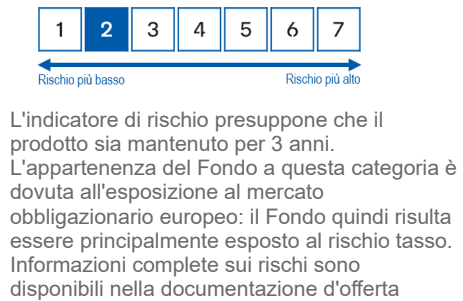 1 2 3 4 5 6 7
Rischio più basso Rischio più alto
L'indicatore di rischio presuppone che il
prodotto sia mantenuto per 3 anni.
L'appartenenza del Fondo a questa categoria è
dovuta all'esposizione al mercato
obbligazionario europeo: il Fondo quindi risulta
essere principalmente esposto al rischio tasso.
Informazioni complete sui rischi sono
disponibili nella documentazione d'offerta